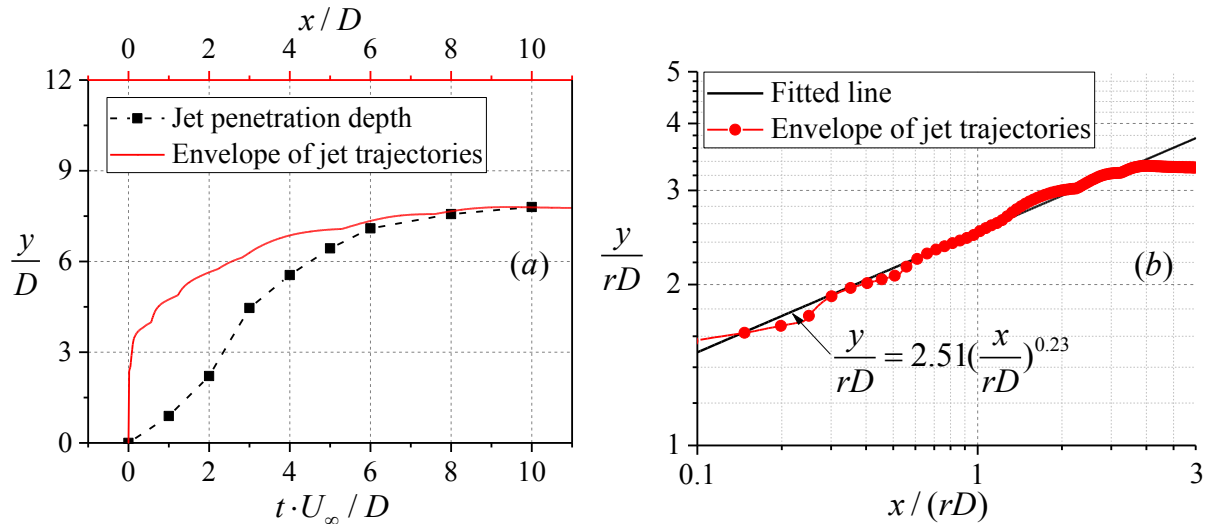 x / D
0 2 4 6 8 10
12
9
6
3
0
y
D
Jet penetration depth
Envelope of jet trajectories
(a)
0 2 4 6 8 10
t · U∞ / D
5
4
3
2
1
y
rD
Fitted line
Envelope of jet trajectories
(b)
y/rD = 2.51(x/rD)^0.23
0.1 1 3
x / (rD)